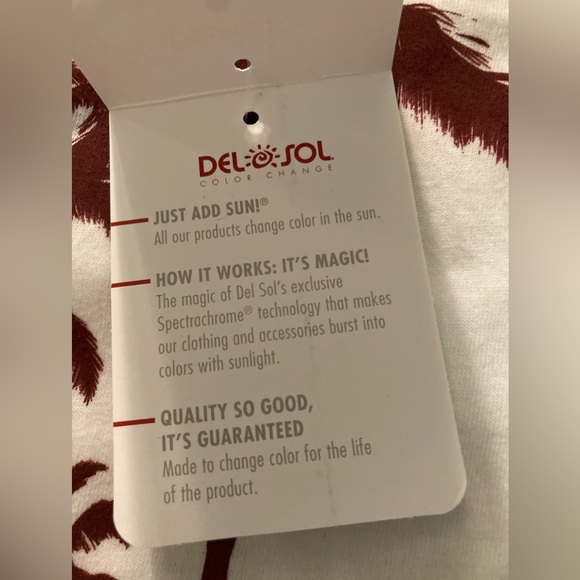 DEL SOL
COLOR CHANGE
JUST ADD SUN!®
All our products change color in the sun.
HOW IT WORKS: IT'S MAGIC!
The magic of Del Sol's exclusive
Spectrachrome® technology that makes
our clothing and accessories burst into
colors with sunlight.
QUALITY SO GOOD,
IT'S GUARANTEED
Made to change color for the life
of the product.